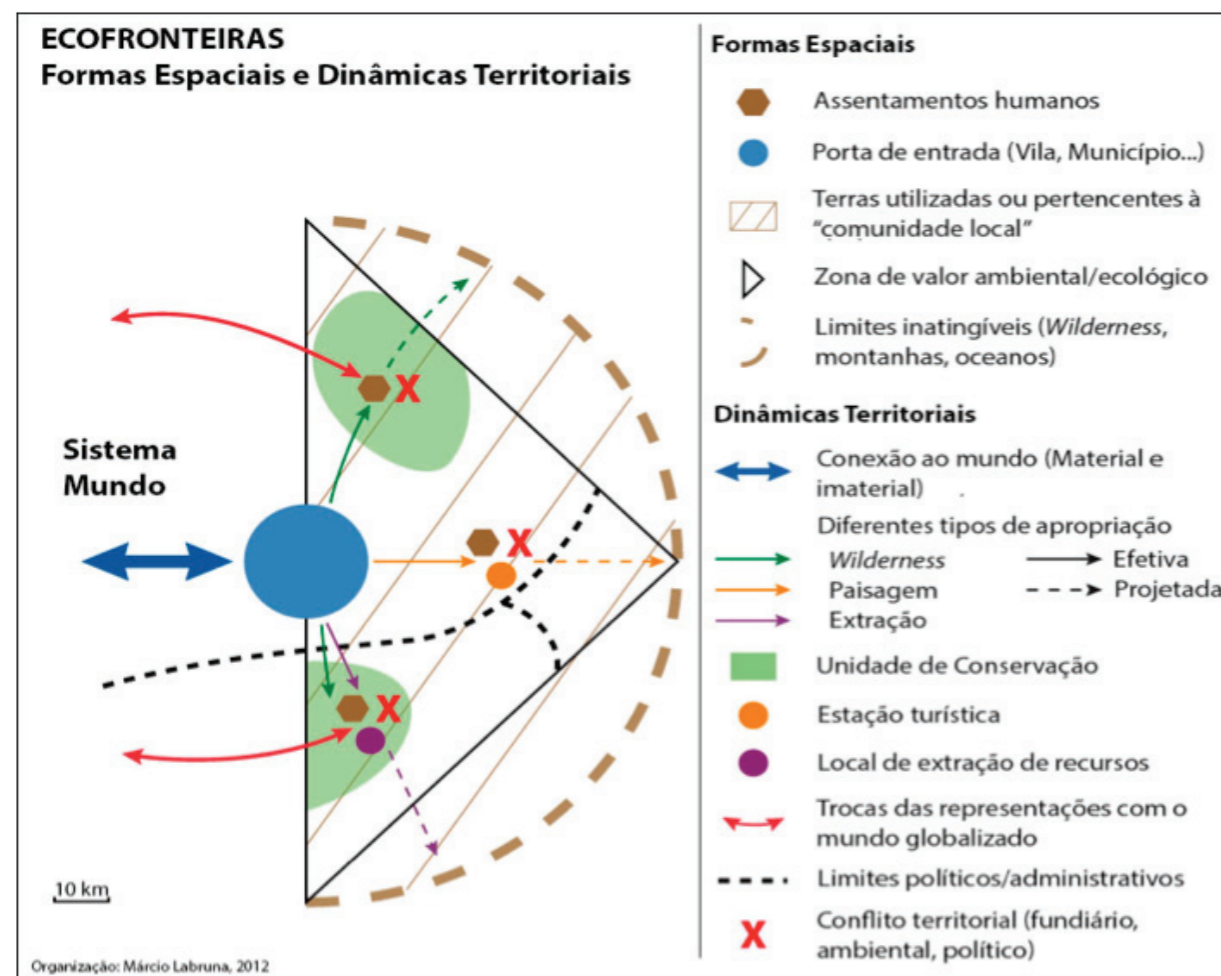 ECOFRONTEIRAS
Formas Espaciais e Dinâmicas Territoriais
Sistema
Mundo
10 km
Organização: Márcio Labruna, 2012
Formas Espaciais
Assentamentos humanos
Porta de entrada (Vila, Município...)
Terras utilizadas ou pertencentes à
“comunidade local”
Zona de valor ambiental/ecológico
Limites inatingíveis (Wilderness,
montanhas, oceanos)
Dinâmicas Territoriais
Conexão ao mundo (Material e
imaterial)
Diferentes tipos de apropriação
Wilderness
Efetiva
Paisagem
Projetada
Extração
Unidade de Conservação
Estação turística
Local de extração de recursos
Trocas das representações com o
mundo globalizado
Limites políticos/administrativos
X
X
X
X
Conflito territorial (fundiário,
ambiental, político)